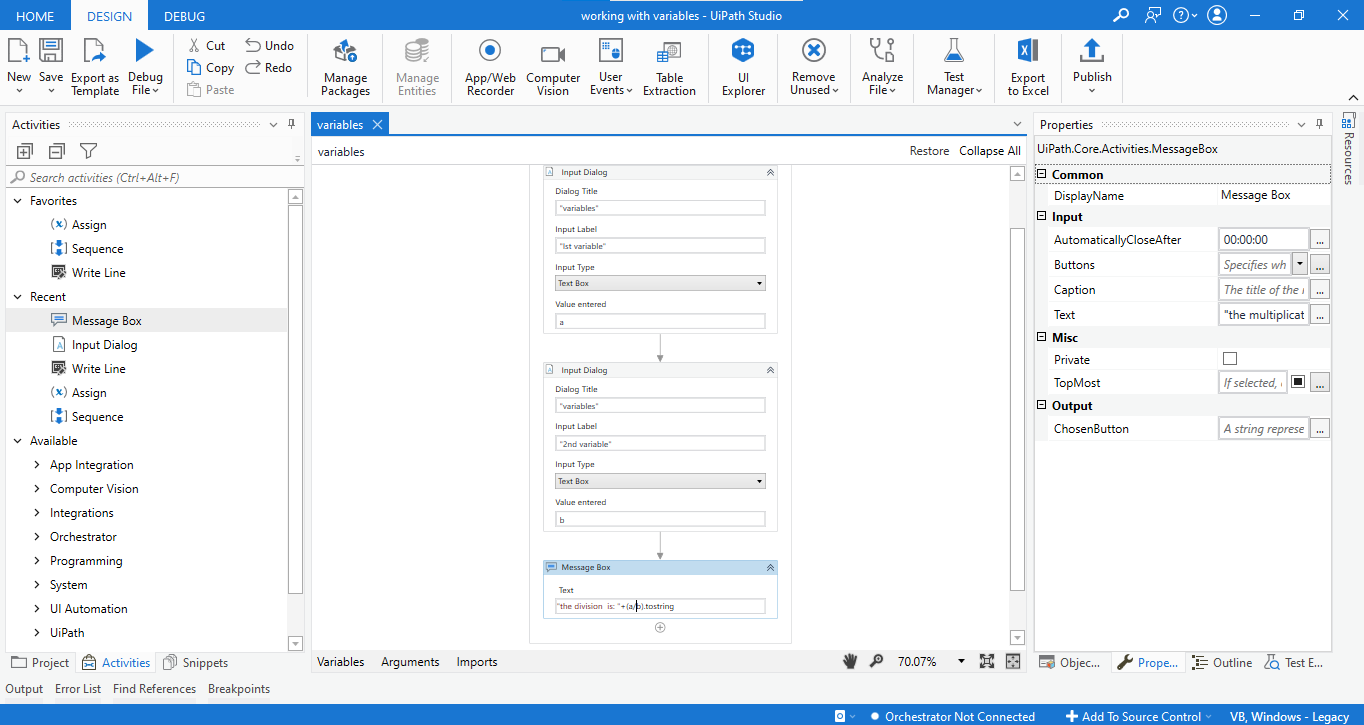 HOME DESIGN DEBUG working with variables - UiPath Studio
New Save Export as Template Debug File
Cut Copy Paste Undo Redo
Manage Packages Manage Entities App/Web Recorder Computer Vision User Events Table Extraction UI Explorer Remove Unused Analyze File Test Manager Export to Excel Publish
Activities
Search activities (Ctrl+Alt+F)
Favorites
Assign
Sequence
Write Line
Recent
Message Box
Input Dialog
Write Line
Assign
Sequence
Available
App Integration
Computer Vision
Integrations
Orchestrator
Programming
System
UI Automation
UiPath
Project Activities Snippets
variables
variables Restore Collapse All
Input Dialog
Dialog Title
"variables"
Input Label
"Ist variable"
Input Type
Text Box
Value entered
a
Input Dialog
Dialog Title
"variables"
Input Label
"2nd variable"
Input Type
Text Box
Value entered
b
Message Box
Text
"the division is: "+(a/b).tostring
Variables Arguments Imports 70.07%
Properties
UiPath.Core.Activities.MessageBox
Common
DisplayName Message Box
Input
AutomaticallyCloseAfter 00:00:00 ...
Buttons Specifies wh ...
Caption The title of the ...
Text "the multiplicat ...
Misc
Private
TopMost If selected, ...
Output
ChosenButton A string represe ...
Objec... Prope... Outline Test E...
Resources
Output Error List Find References Breakpoints
Orchestrator Not Connected Add To Source Control VB, Windows - Legacy